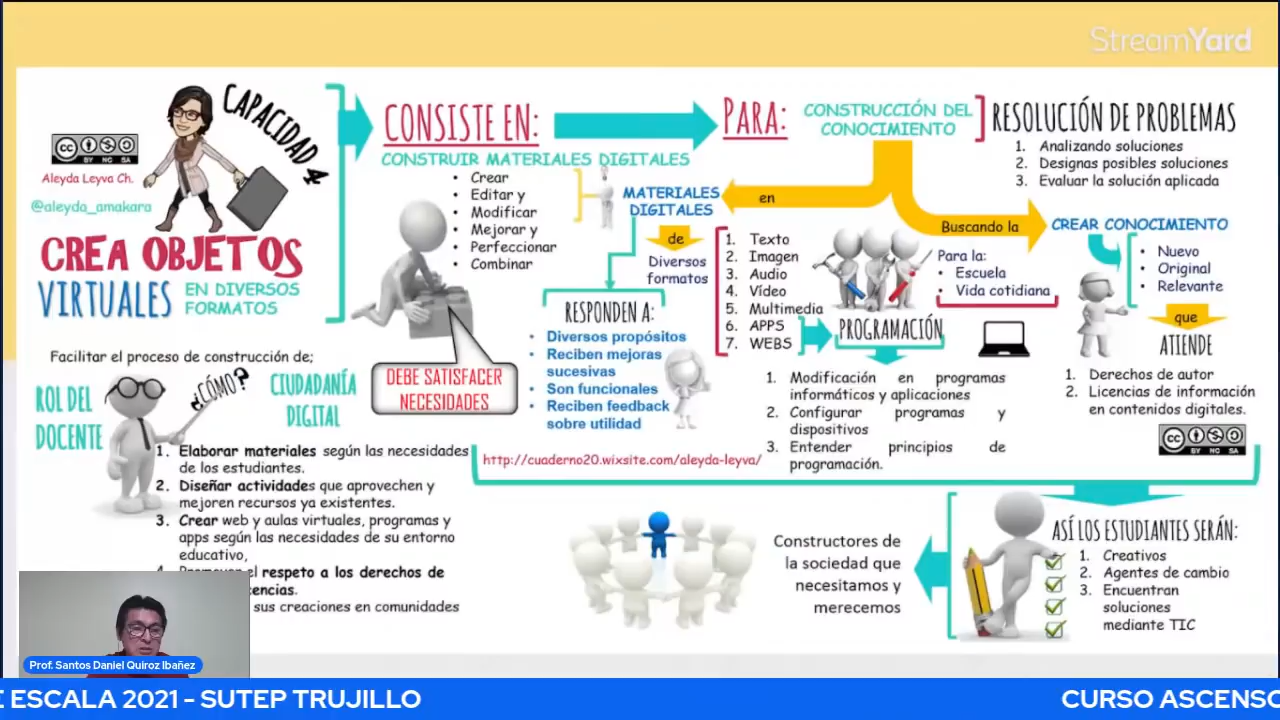 StreamYard
CAPACIDAD 4
CC
BY NC SA
Aleyda Leyva Ch.
@aleyda_amakara
CREA OBJETOS
VIRTUALES
EN DIVERSOS
FORMATOS
CONSISTE EN:
CONSTRUIR MATERIALES DIGITALES
• Crear
• Editar y
• Modificar
• Mejorar y
• Perfeccionar
• Combinar
DEBE SATISFACER
NECESIDADES
PARA:
CONSTRUCCIÓN DEL
CONOCIMIENTO
RESOLUCIÓN DE PROBLEMAS
1. Analizando soluciones
2. Designas posibles soluciones
3. Evaluar la solución aplicada
en
MATERIALES
DIGITALES
de
Diversos
formatos
1. Texto
2. Imagen
3. Audio
4. Vídeo
5. Multimedia
6. APPS
7. WEBS
RESPONDEN A:
• Diversos propósitos
• Reciben mejoras
sucesivas
• Son funcionales
• Reciben feedback
sobre utilidad
Buscando la
Para la:
• Escuela
• Vida cotidiana
PROGRAMACIÓN
1. Modificación en programas
informáticos y aplicaciones
2. Configurar programas y
dispositivos
3. Entender principios de
programación.
CREAR CONOCIMIENTO
• Nuevo
• Original
• Relevante
que
ATIENDE
1. Derechos de autor
2. Licencias de información
en contenidos digitales.
CC
BY NC SA
Facilitar el proceso de construcción de;
ROL DEL
DOCENTE
¿CÓMO?
CIUDADANÍA
DIGITAL
1. Elaborar materiales según las necesidades
de los estudiantes.
2. Diseñar actividades que aprovechen y
mejoren recursos ya existentes.
3. Crear web y aulas virtuales, programas y
apps según las necesidades de su entorno
educativo,
el respeto a los derechos de
sus creaciones en comunidades
http://cuaderno20.wixsite.com/aleyda-leyva/
Constructores de
la sociedad que
necesitamos y
merecemos
ASÍ LOS ESTUDIANTES SERÁN:
1. Creativos
2. Agentes de cambio
3. Encuentran
soluciones
mediante TIC
Prof. Santos Daniel Quiroz Ibañez
E ESCALA 2021 - SUTEP TRUJILLO
CURSO ASCENSO